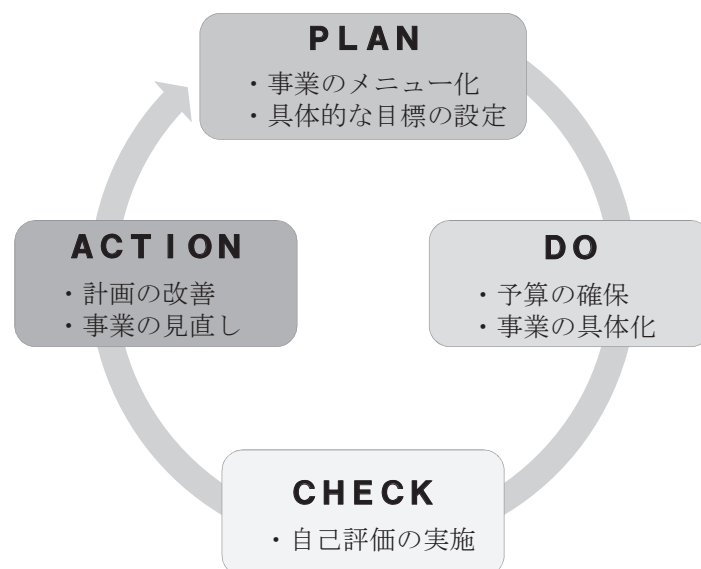 PLAN
・事業のメニュー化
・具体的な目標の設定
ACTION
・計画の改善
・事業の見直し
DO
・予算の確保
・事業の具体化
CHECK
・自己評価の実施